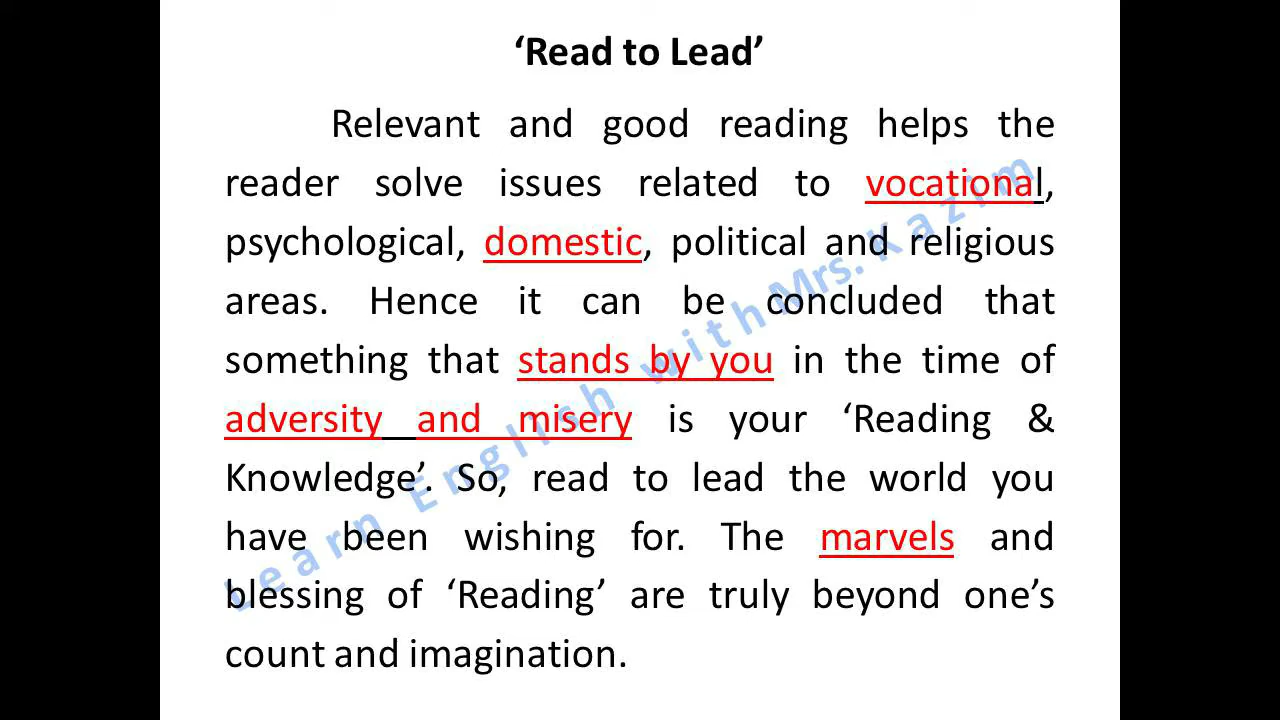 ‘Read to Lead’
Relevant and good reading helps the
reader solve issues related to vocational,
psychological, domestic, political and religious
areas. Hence it can be concluded that
something that stands by you in the time of
adversity and misery is your ‘Reading &
Knowledge’. So, read to lead the world you
have been wishing for. The marvels and
blessing of ‘Reading’ are truly beyond one’s
count and imagination.
Learn English with Mrs. Kazim